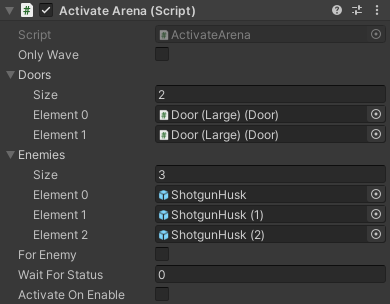 Activate Arena (Script)
Script ActivateArena
Only Wave
Doors
Size 2
Element 0 Door (Large) (Door)
Element 1 Door (Large) (Door)
Enemies
Size 3
Element 0 ShotgunHusk
Element 1 ShotgunHusk (1)
Element 2 ShotgunHusk (2)
For Enemy
Wait For Status 0
Activate On Enable